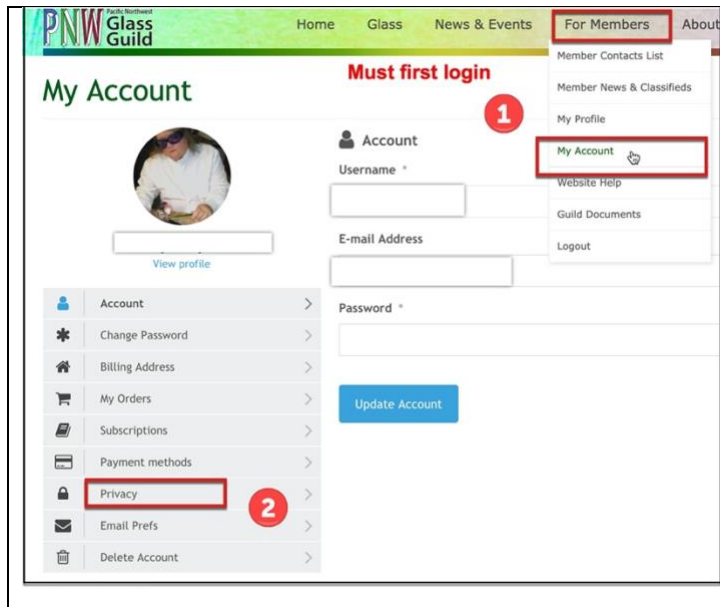 PNW Pacific Northwest
Glass
Guild
Home Glass News & Events For Members About
Must first login
My Account
1
Member Contacts List
Member News & Classifieds
My Profile
My Account
Website Help
Guild Documents
Logout
View profile
Account
Change Password
Billing Address
My Orders
Subscriptions
Payment methods
Privacy
2
Email Prefs
Delete Account
Account
Username *
E-mail Address
Password *
Update Account